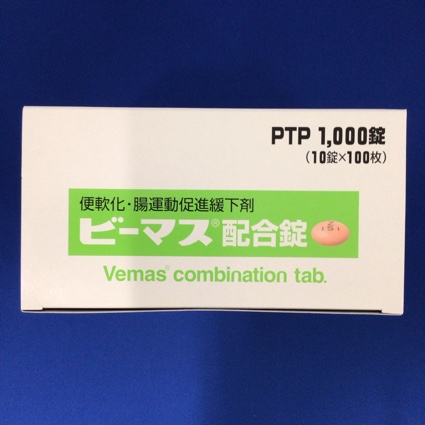 PTP 1,000錠
(10錠×100枚)
便軟化・腸運動促進緩下剤
ビーマス®配合錠
Vemas® combination tab.